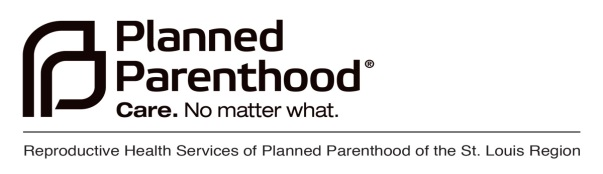 Planned
Parenthood®
Care. No matter what.
Reproductive Health Services of Planned Parenthood of the St. Louis Region